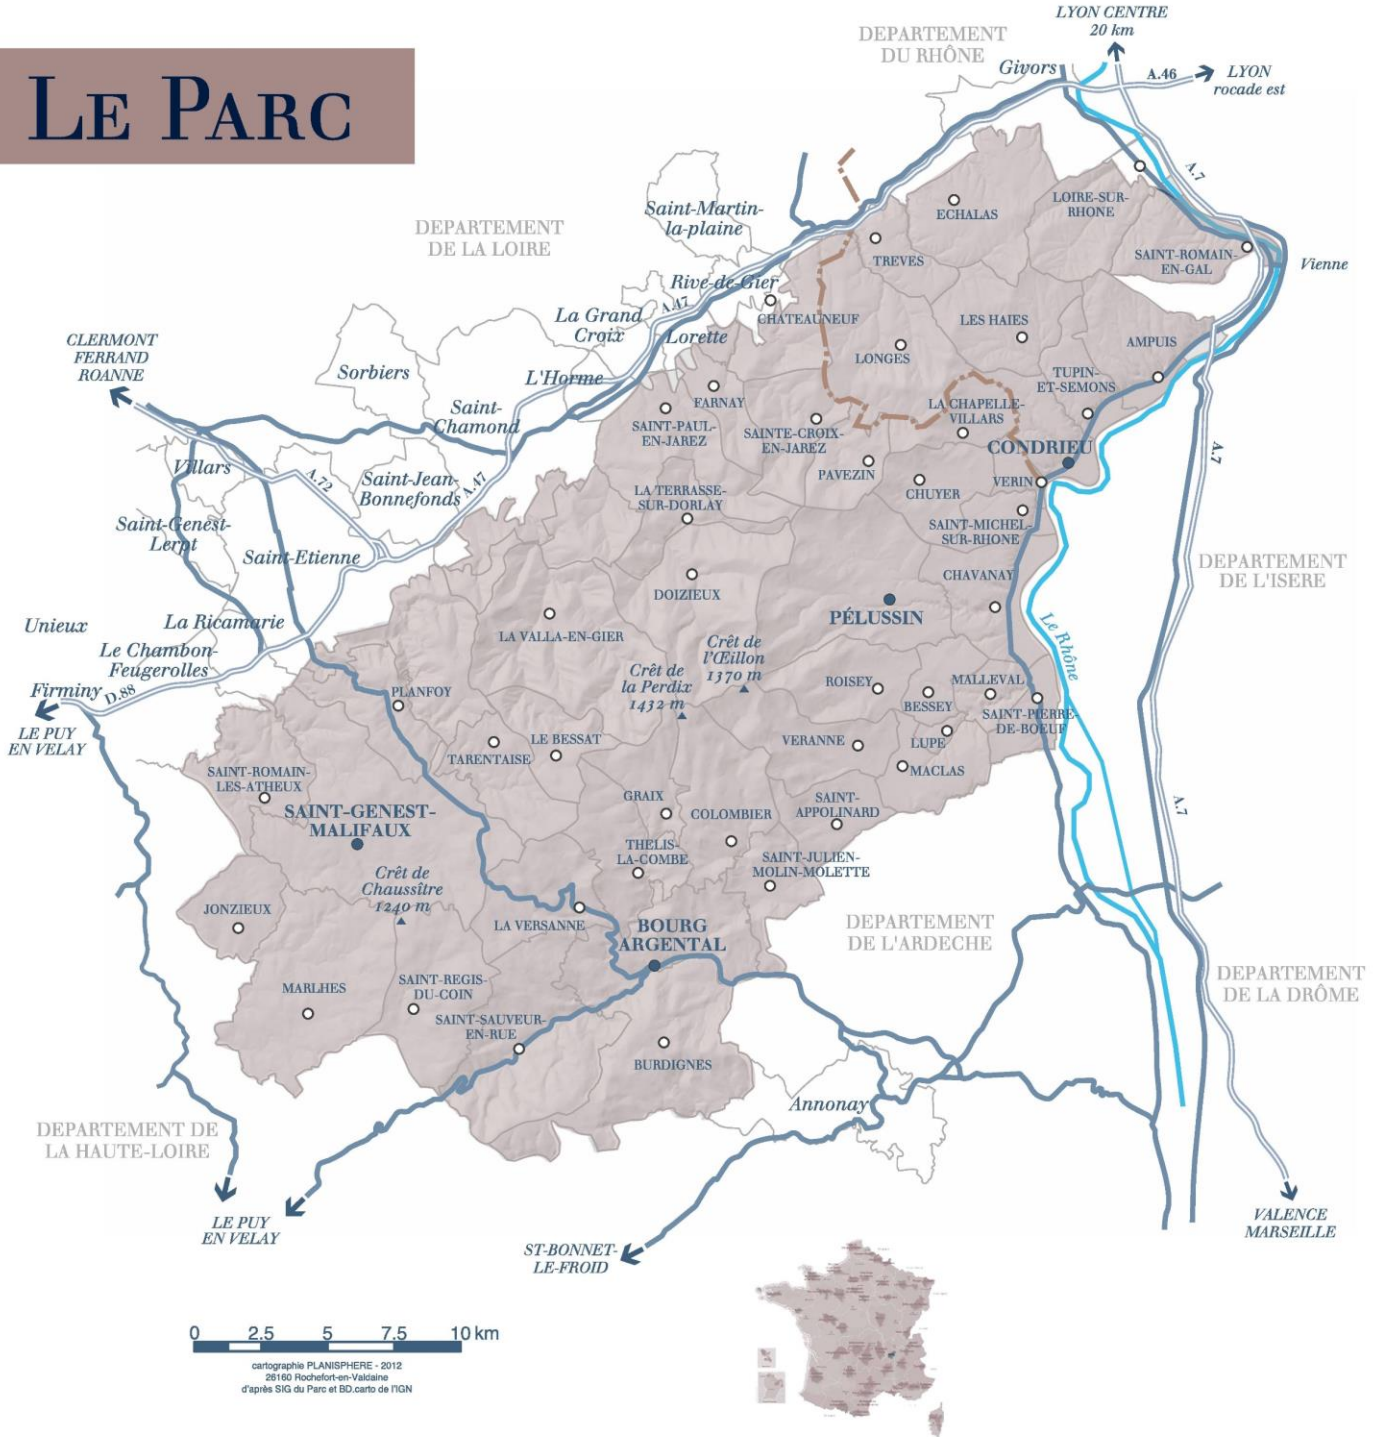 LE PARC
LYON CENTRE
20 km
DEPARTEMENT
DU RHÔNE
Givors
A.46
LYON
rocade est
A.7
Saint-Martin-
la-plaine
DEPARTEMENT
DE LA LOIRE
ECHALAS
LOIRE-SUR-
RHONE
TREVES
SAINT-ROMAIN-
EN-GAL
Vienne
Rive-de-Gier
A.47
CHATEAUNEUF
La Grand
Croix
Lorette
LES HAIES
LONGES
AMPUIS
CLERMONT
FERRAND
ROANNE
Sorbiers
L'Horme
TUPIN-
ET-SEMONS
FARNAY
Saint-
Chamond
SAINT-PAUL-
EN-JAREZ
SAINTE-CROIX-
EN-JAREZ
LA CHAPELLE-
VILLARS
CONDRIEU
A.7
Villars
A.72
Saint-Jean-
Bonnefonds
A.47
PAVEZIN
CHUYER
VERIN
LA TERRASSE-
SUR-DORLAY
SAINT-MICHEL-
SUR-RHONE
Saint-Genest-
Lerpt
Saint-Etienne
CHAVANAY
DEPARTEMENT
DE L'ISERE
DOIZIEUX
PÉLUSSIN
LA VALLA-EN-GIER
Le Rhône
Unieux
La Ricamarie
Le Chambon-
Feugerolles
Crêt de
l'Œillon
1370 m
Crêt de
la Perdix
1432 m
Firminy
D.88
PLANFOY
ROISEY
BESSEY
MALLEVAL
SAINT-PIERRE-
DE-BOEUF
LE PUY
EN VELAY
TARENTAISE
LE BESSAT
VERANNE
LUPE
MACLAS
SAINT-ROMAIN-
LES-ATHEUX
GRAIX
COLOMBIER
SAINT-
APPOLINARD
A.7
SAINT-GENEST-
MALIFAUX
THELIS-
LA-COMBE
SAINT-JULIEN-
MOLIN-MOLETTE
Crêt de
Chaussître
1240 m
JONZIEUX
LA VERSANNE
BOURG
ARGENTAL
DEPARTEMENT
DE L'ARDECHE
MARLHES
SAINT-REGIS-
DU-COIN
DEPARTEMENT
DE LA DRÔME
SAINT-SAUVEUR-
EN-RUE
BURDIGNES
Annonay
DEPARTEMENT DE
LA HAUTE-LOIRE
LE PUY
EN VELAY
ST-BONNET-
LE-FROID
VALENCE
MARSEILLE
0 2.5 5 7.5 10 km
cartographie PLANISPHERE - 2012
26160 Rochefort-en-Valdaine
d'après SIG du Parc et BD.carto de l'IGN